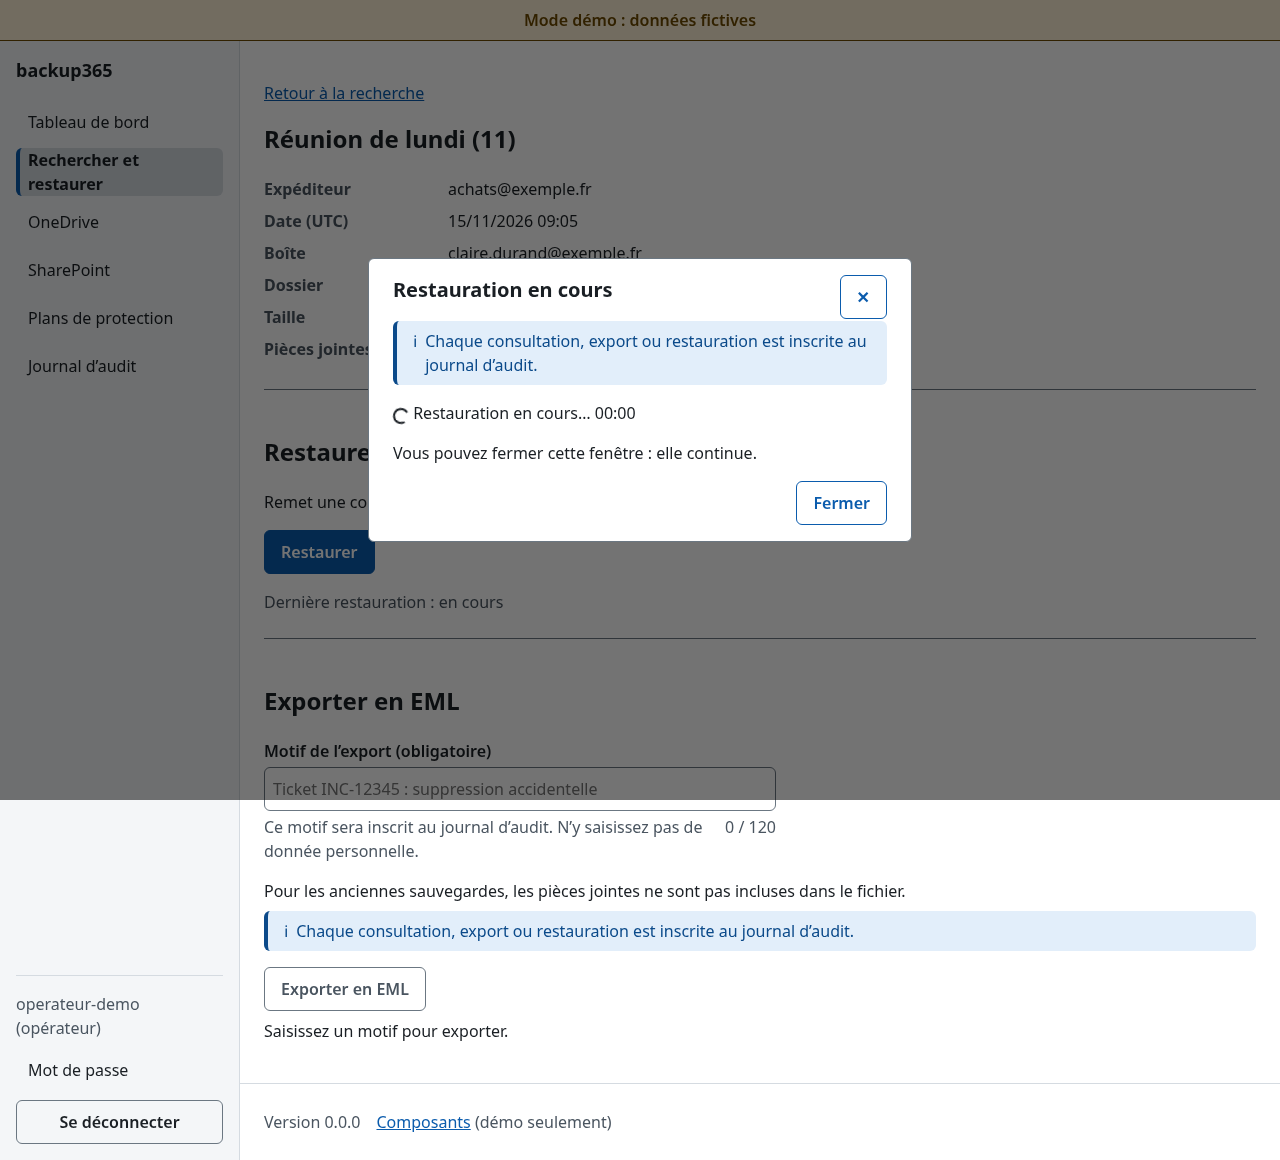 Mode démo : données fictives
backup365
Tableau de bord
Rechercher et
restaurer
OneDrive
SharePoint
Plans de protection
Journal d’audit
operateur-demo
(opérateur)
Mot de passe
Se déconnecter
Retour à la recherche
Réunion de lundi (11)
Expéditeur achats@exemple.fr
Date (UTC) 15/11/2026 09:05
Boîte claire.durand@exemple.fr
Dossier
Taille
Pièces jointes
Restauration en cours
×
i Chaque consultation, export ou restauration est inscrite au
journal d’audit.
Restauration en cours… 00:00
Vous pouvez fermer cette fenêtre : elle continue.
Fermer
Restaure
Remet une co
Restaurer
Dernière restauration : en cours
Exporter en EML
Motif de l’export (obligatoire)
Ticket INC-12345 : suppression accidentelle
Ce motif sera inscrit au journal d’audit. N’y saisissez pas de 0 / 120
donnée personnelle.
Pour les anciennes sauvegardes, les pièces jointes ne sont pas incluses dans le fichier.
i Chaque consultation, export ou restauration est inscrite au journal d’audit.
Exporter en EML
Saisissez un motif pour exporter.
Version 0.0.0 Composants (démo seulement)